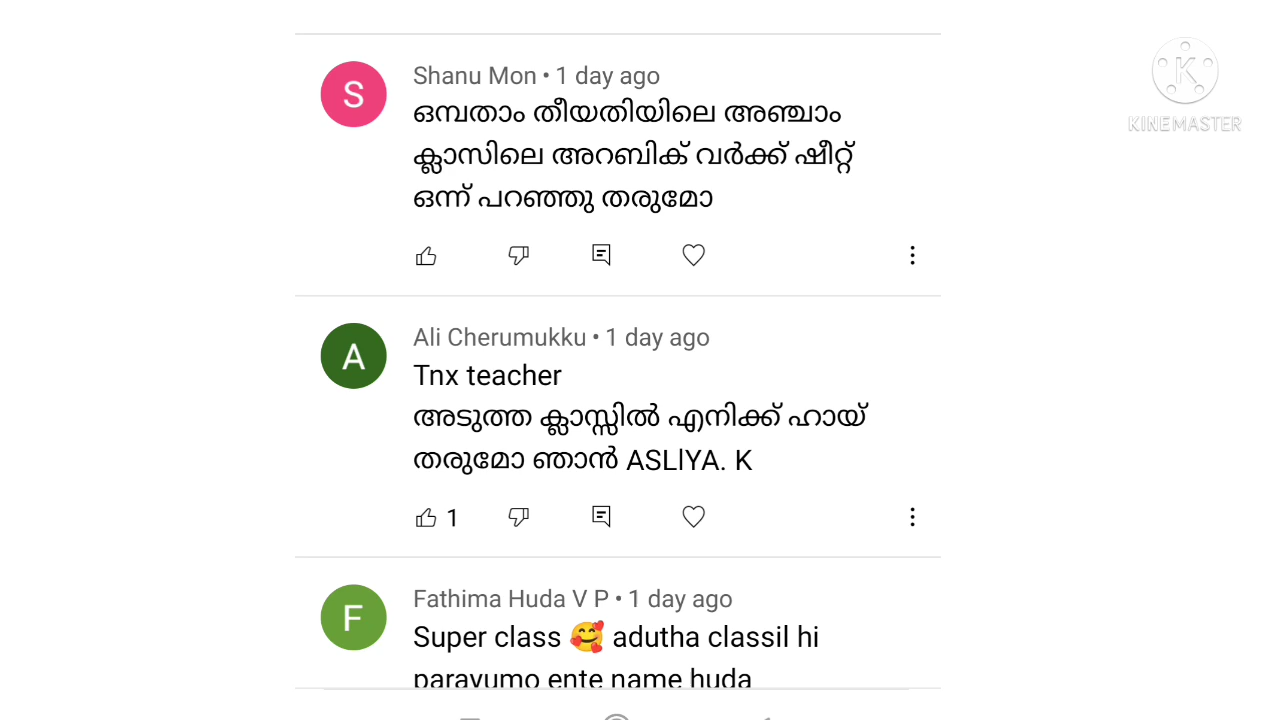 Shanu Mon • 1 day ago
ഒമ്പതാം തീയതിയിലെ അഞ്ചാം
ക്ലാസിലെ അറബിക് വർക്ക് ഷീറ്റ്
ഒന്ന് പറഞ്ഞു തരുമോ
S
KINEMASTER
Ali Cherumukku • 1 day ago
Tnx teacher
അടുത്ത ക്ലാസ്സിൽ എനിക്ക് ഹായ്
തരുമോ ഞാൻ ASLlYA. K
A
1
Fathima Huda V P • 1 day ago
Super class 🥰 adutha classil hi
parayumo ente name huda
F